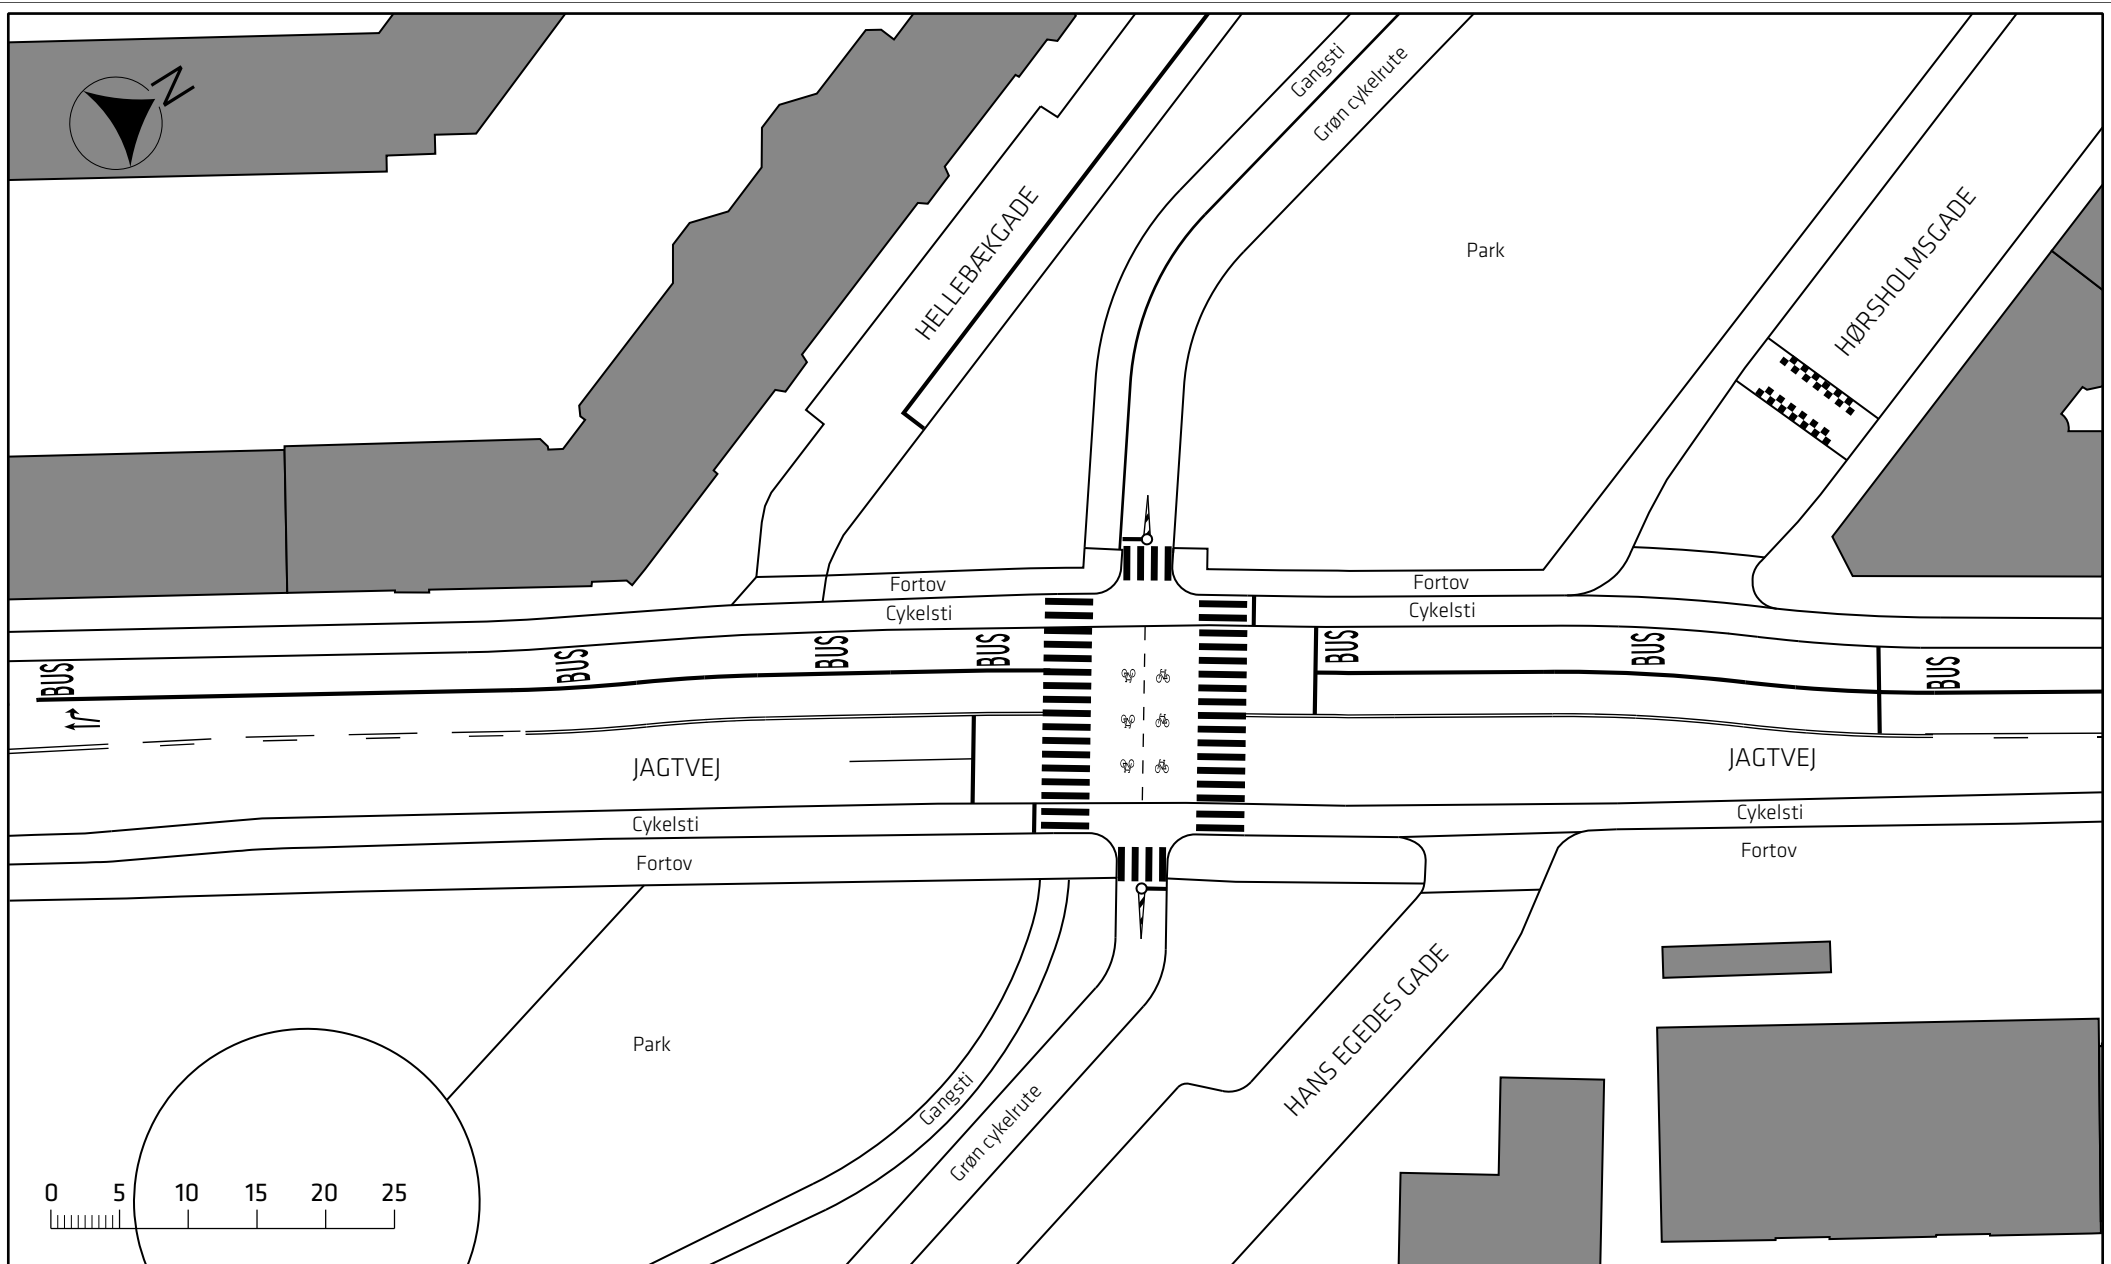 N
Gangsti
Grøn cykelrute
HELLEBÆKGADE
Park
HØRSHOLMSGADE
Fortov
Fortov
Cykelsti
Cykelsti
BUS
BUS
BUS
BUS
BUS
BUS
BUS
JAGTVEJ
JAGTVEJ
Cykelsti
Cykelsti
Fortov
Fortov
Park
Gangsti
Grøn cykelrute
HANS EGEDES GADE
0 5 10 15 20 25